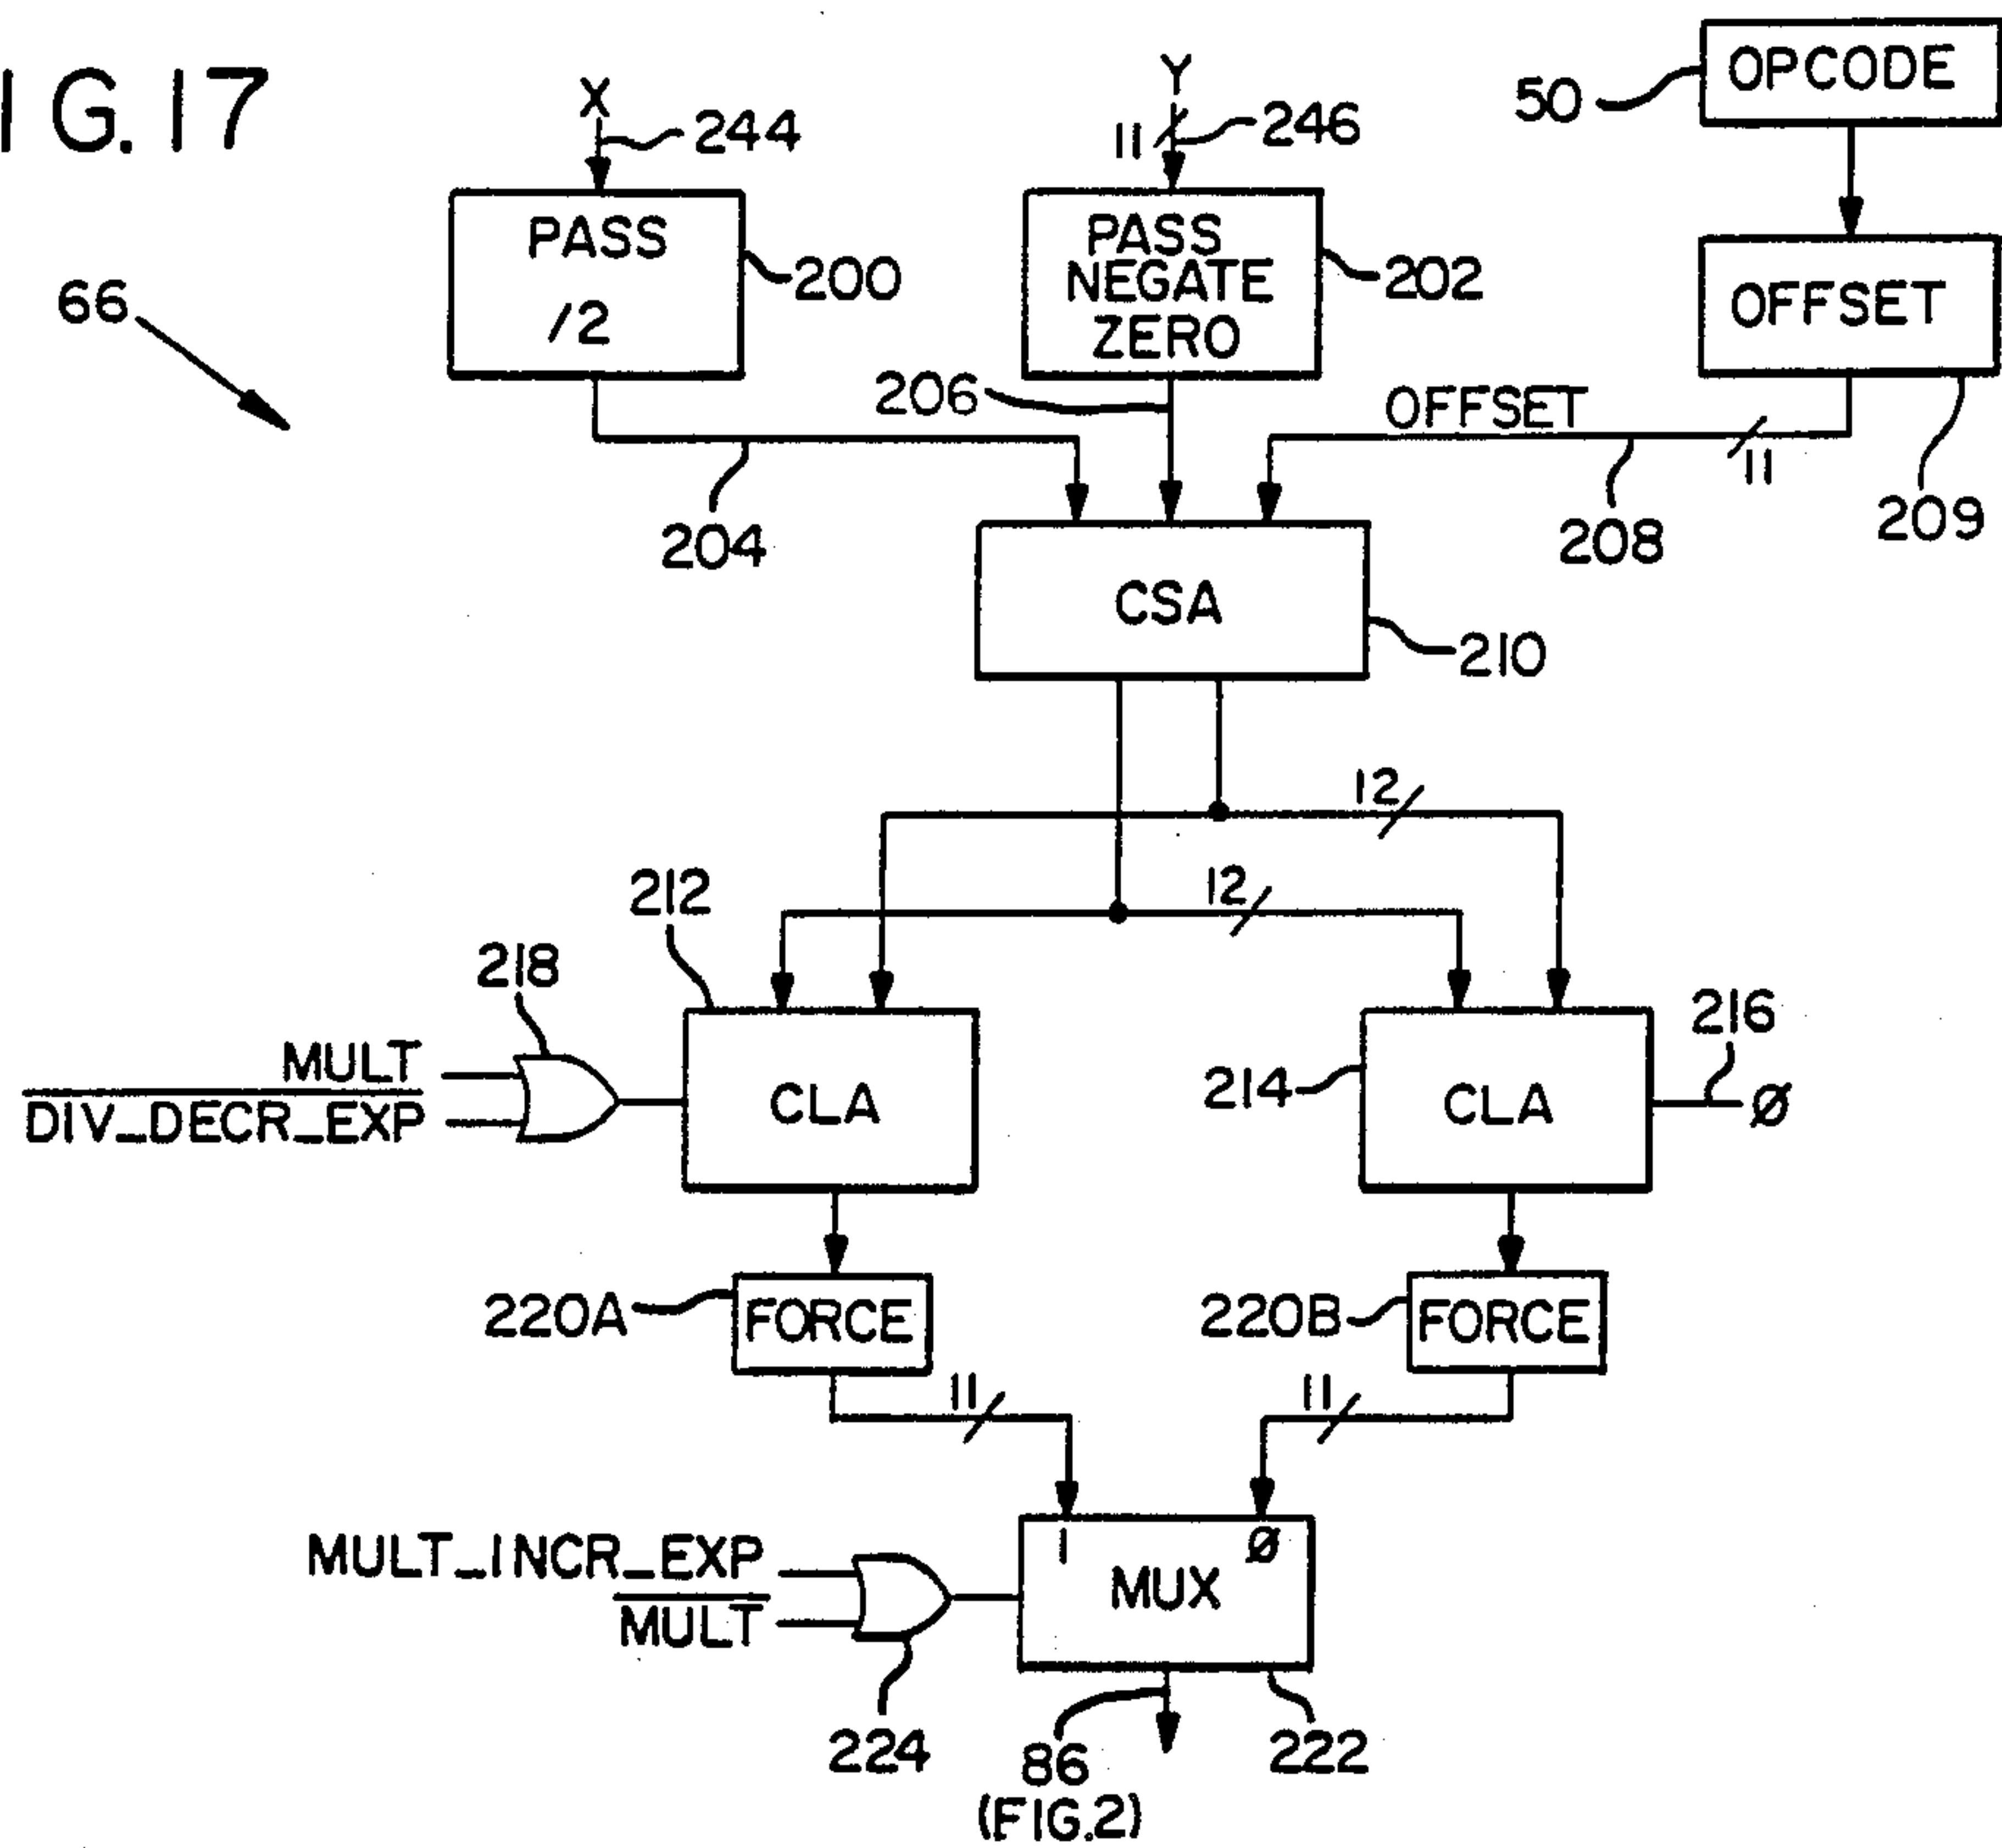 IG. 17
X
244
Y
11
246
50
OPCODE
PASS
/2
200
PASS
NEGATE
ZERO
202
OFFSET
66
206
OFFSET
11
204
208
209
CSA
210
12
12
212
218
MULT
DIV_DECR_EXP
CLA
214
CLA
216
Ø
220A
FORCE
220B
FORCE
11
11
MULT_INCR_EXP
MULT
1
Ø
MUX
224
86
(FIG.2)
222